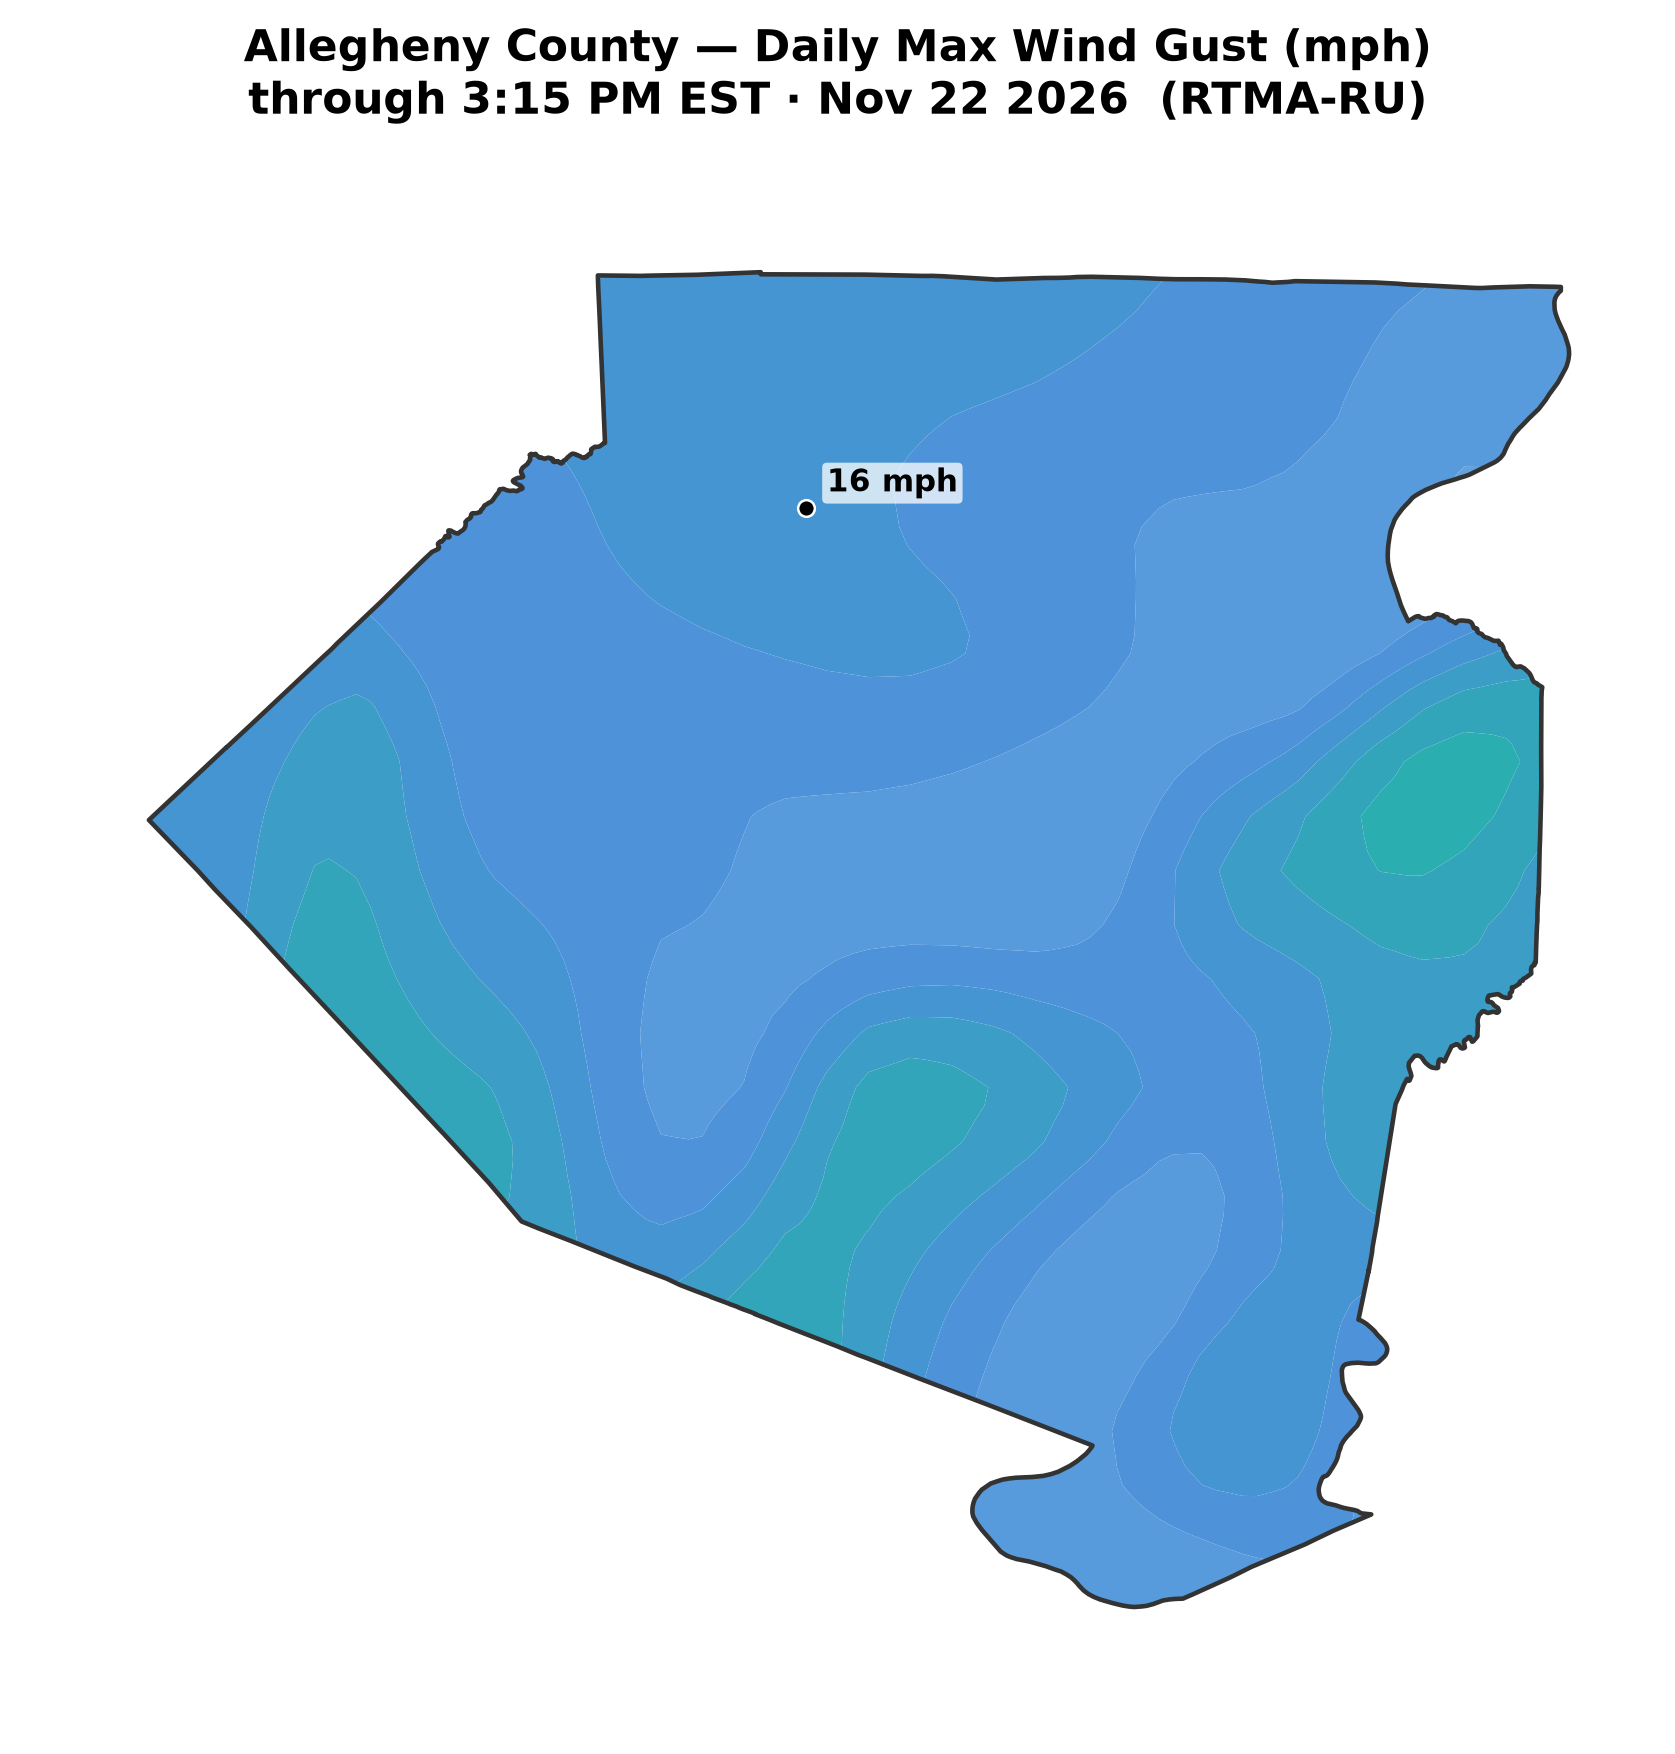 Allegheny County — Daily Max Wind Gust (mph)
through 3:15 PM EST · Nov 22 2026 (RTMA-RU)
16 mph